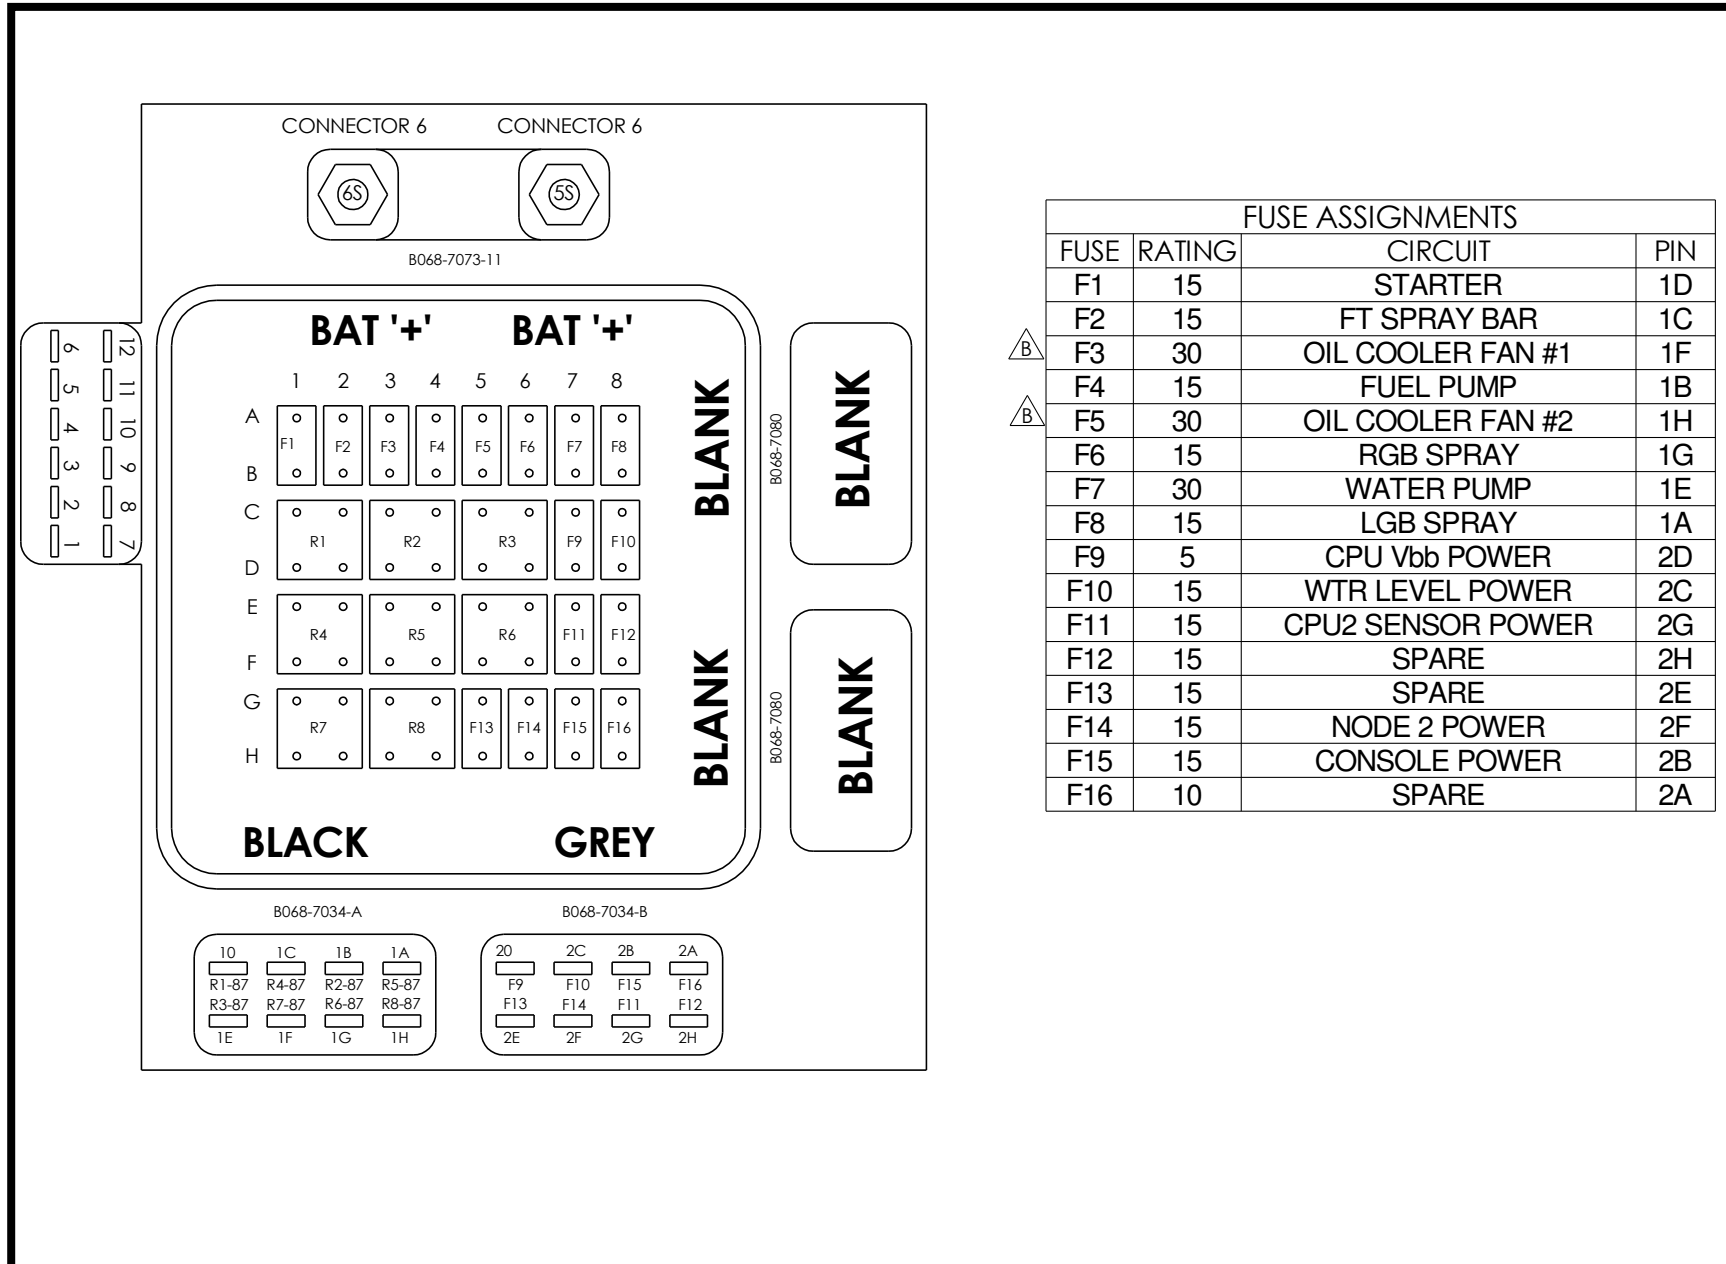 CONNECTOR 6 CONNECTOR 6
6S 5S
B068-7073-11
BAT '+' BAT '+'
1 2 3 4 5 6 7 8
A
F1 F2 F3 F4 F5 F6 F7 F8
B
C
R1 R2 R3 F9 F10
D
E
R4 R5 R6 F11 F12
F
G
R7 R8 F13 F14 F15 F16
H
BLACK GREY
6 12
5 11
4 10
3 9
2 8
1 7
BLANK
BLANK
B068-7080
B068-7080
BLANK
BLANK
B068-7034-A B068-7034-B
10 1C 1B 1A
R1-87 R4-87 R2-87 R5-87
R3-87 R7-87 R6-87 R8-87
1E 1F 1G 1H
20 2C 2B 2A
F9 F10 F15 F16
F13 F14 F11 F12
2E 2F 2G 2H
FUSE ASSIGNMENTS
FUSE RATING CIRCUIT PIN
F1 15 STARTER 1D
F2 15 FT SPRAY BAR 1C
B F3 30 OIL COOLER FAN #1 1F
F4 15 FUEL PUMP 1B
B F5 30 OIL COOLER FAN #2 1H
F6 15 RGB SPRAY 1G
F7 30 WATER PUMP 1E
F8 15 LGB SPRAY 1A
F9 5 CPU Vbb POWER 2D
F10 15 WTR LEVEL POWER 2C
F11 15 CPU2 SENSOR POWER 2G
F12 15 SPARE 2H
F13 15 SPARE 2E
F14 15 NODE 2 POWER 2F
F15 15 CONSOLE POWER 2B
F16 10 SPARE 2A